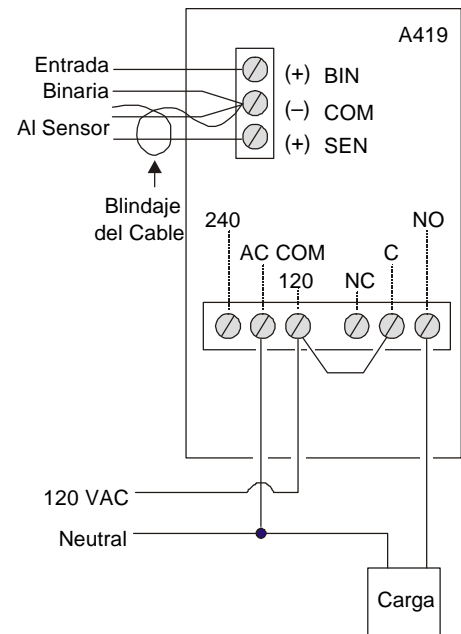 A419
Entrada
Binaria
Al Sensor
(+) BIN
(–) COM
(+) SEN
Blindaje
del Cable
240
NO
AC COM
C
120
NC
120 VAC
Neutral
Carga